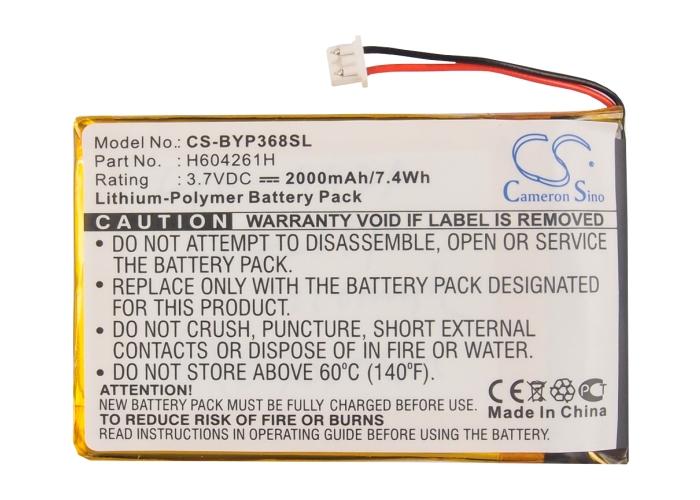 Model No.: CS-BYP368SL
Part No. : H604261H
Rating : 3.7VDC ⎓ 2000mAh/7.4Wh
Lithium-Polymer Battery Pack
CS
Cameron Sino
CAUTION WARRANTY VOID IF LABEL IS REMOVED
• DO NOT ATTEMPT TO DISASSEMBLE, OPEN OR SERVICE
THE BATTERY PACK.
• REPLACE ONLY WITH THE BATTERY PACK DESIGNATED
FOR THIS PRODUCT.
• DO NOT CRUSH, PUNCTURE, SHORT EXTERNAL
CONTACTS OR DISPOSE OF IN FIRE OR WATER.
• DO NOT STORE ABOVE 60°C (140°F).
ATTENTION!
NEW BATTERY PACK MUST BE FULLY CHARGED BEFORE USE
TO REDUCE RISK OF FIRE OR BURNS,
READ INSTRUCTIONS IN OPERATING GUIDE BEFORE USING BATTERY
CE FC PCT
Made In China